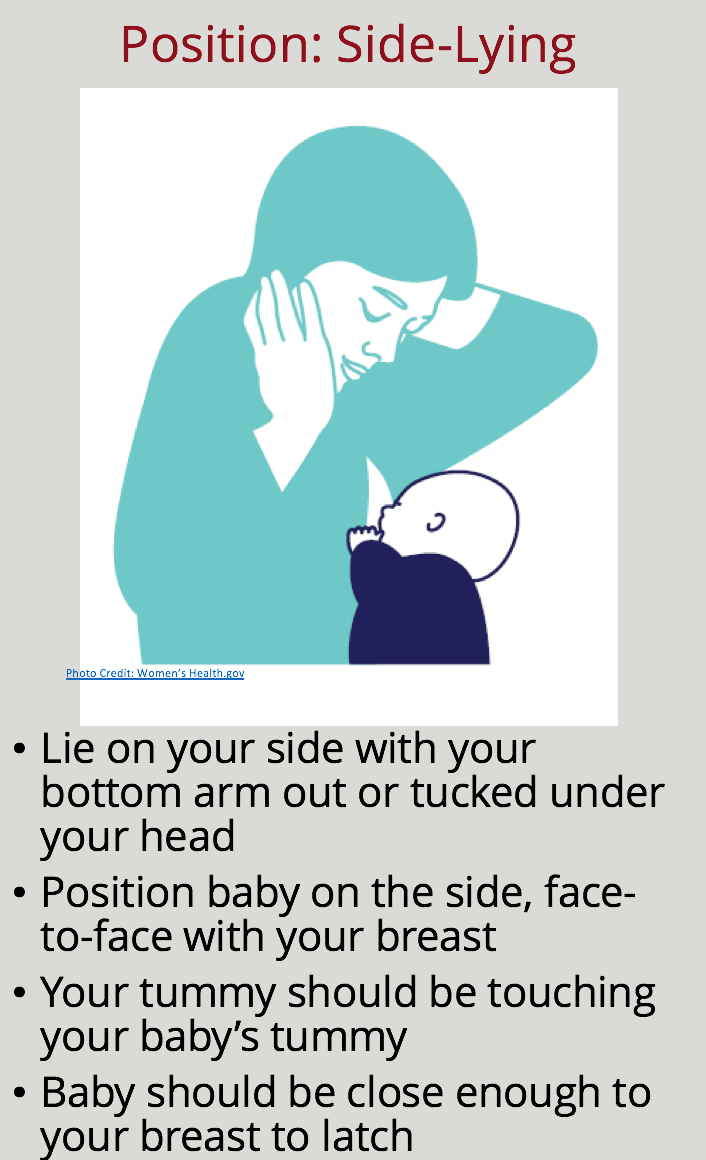 Position: Side-Lying
Photo Credit: Women's Health.gov
• Lie on your side with your
bottom arm out or tucked under
your head
• Position baby on the side, face-
to-face with your breast
• Your tummy should be touching
your baby’s tummy
• Baby should be close enough to
your breast to latch